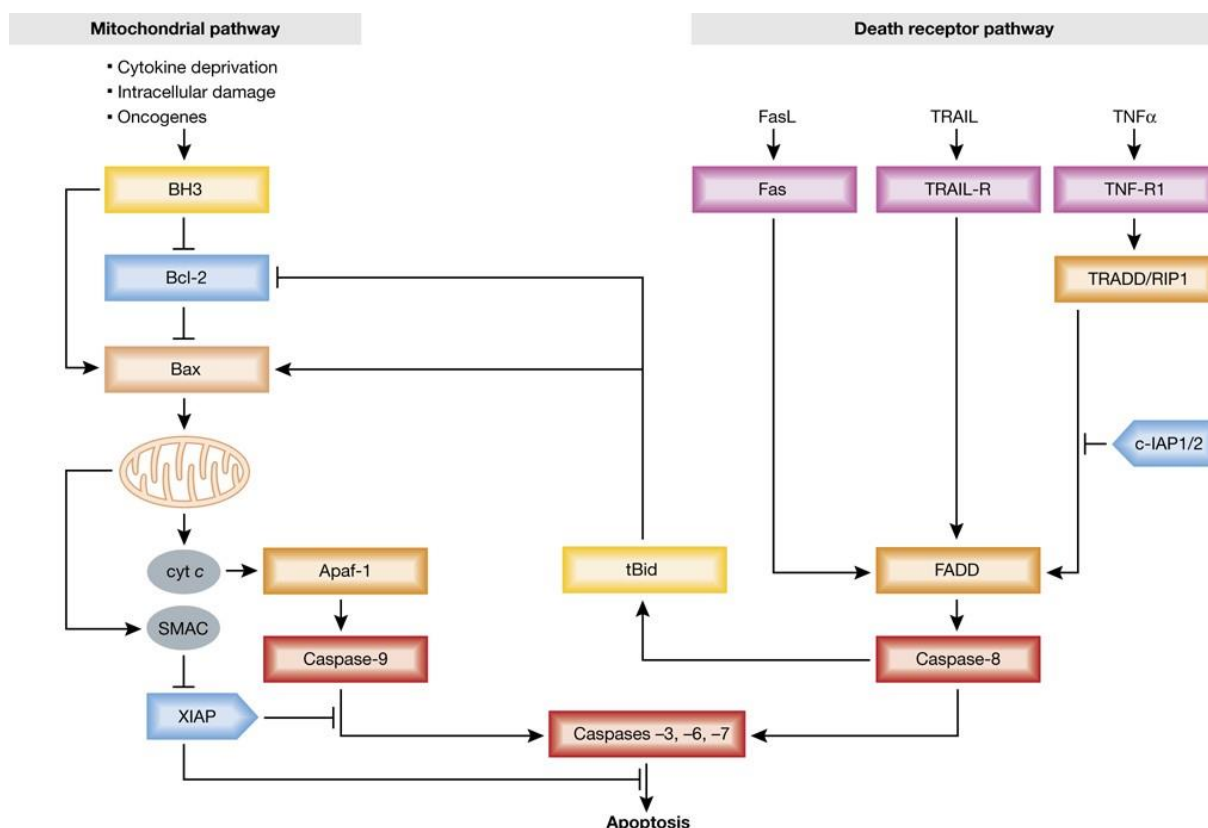 Mitochondrial pathway
Death receptor pathway
▪ Cytokine deprivation
▪ Intracellular damage
▪ Oncogenes
FasL
TRAIL
TNFα
BH3
Fas
TRAIL-R
TNF-R1
Bcl-2
TRADD/RIP1
Bax
c-IAP1/2
cyt c
Apaf-1
tBid
FADD
SMAC
Caspase-9
Caspase-8
XIAP
Caspases –3, –6, –7
Apoptosis